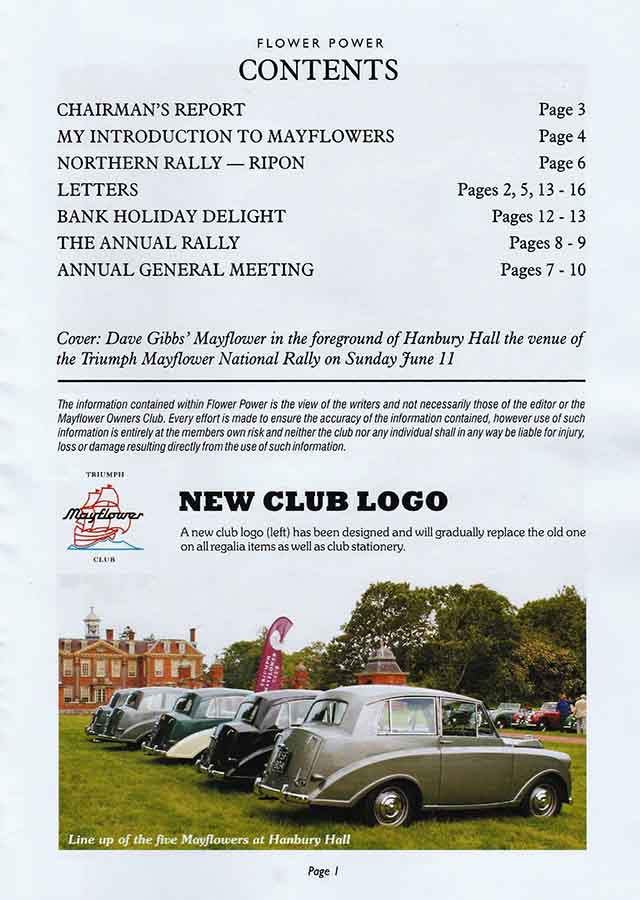 FLOWER POWER
CONTENTS
CHAIRMAN'S REPORT Page 3
MY INTRODUCTION TO MAYFLOWERS Page 4
NORTHERN RALLY — RIPON Page 6
LETTERS Pages 2, 5, 13 - 16
BANK HOLIDAY DELIGHT Pages 12 - 13
THE ANNUAL RALLY Pages 8 - 9
ANNUAL GENERAL MEETING Pages 7 - 10
Cover: Dave Gibbs' Mayflower in the foreground of Hanbury Hall the venue of
the Triumph Mayflower National Rally on Sunday June 11
The information contained within Flower Power is the view of the writers and not necessarily those of the editor or the
Mayflower Owners Club. Every effort is made to ensure the accuracy of the information contained, however use of such
information is entirely at the members own risk and neither the club nor any individual shall in any way be liable for injury,
loss or damage resulting directly from the use of such information.
TRIUMPH
Mayflower
CLUB
NEW CLUB LOGO
A new club logo (left) has been designed and will gradually replace the old one
on all regalia items as well as club stationery.
TRIUMPH
MAYFLOWER
CLUB
Line up of the five Mayflowers at Hanbury Hall
Page 1